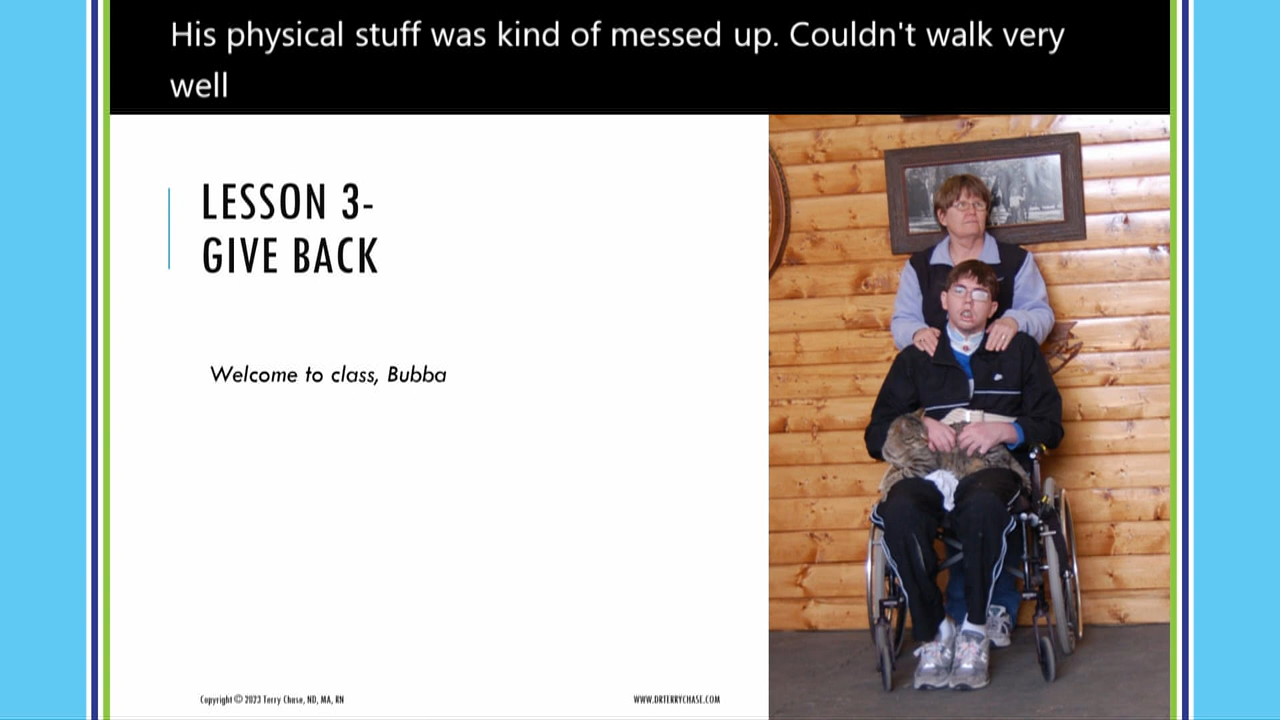 His physical stuff was kind of messed up. Couldn't walk very
well
LESSON 3-
GIVE BACK
Welcome to class, Bubba
Copyright © 2023 Terry Chase, ND, MA, RN
WWW.DRTERRYCHASE.COM